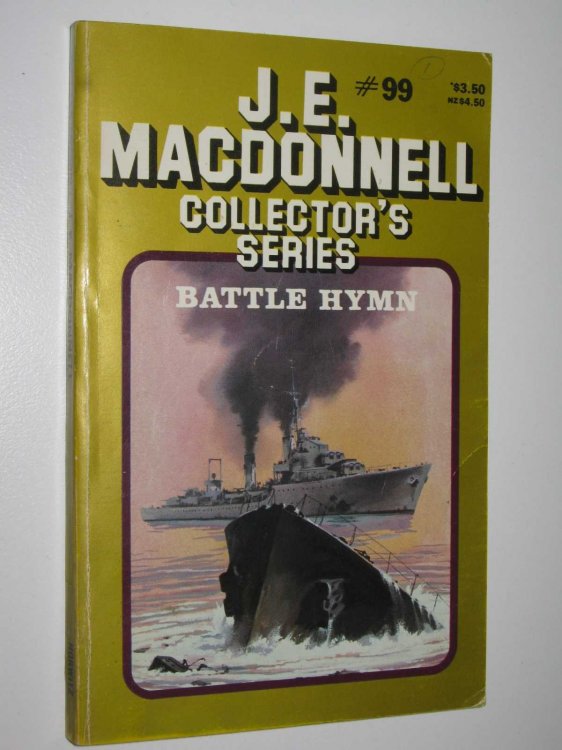 #99
*$3.50
NZ$4.50
J.E.
MACDONNELL
COLLECTOR'S
SERIES
BATTLE HYMN